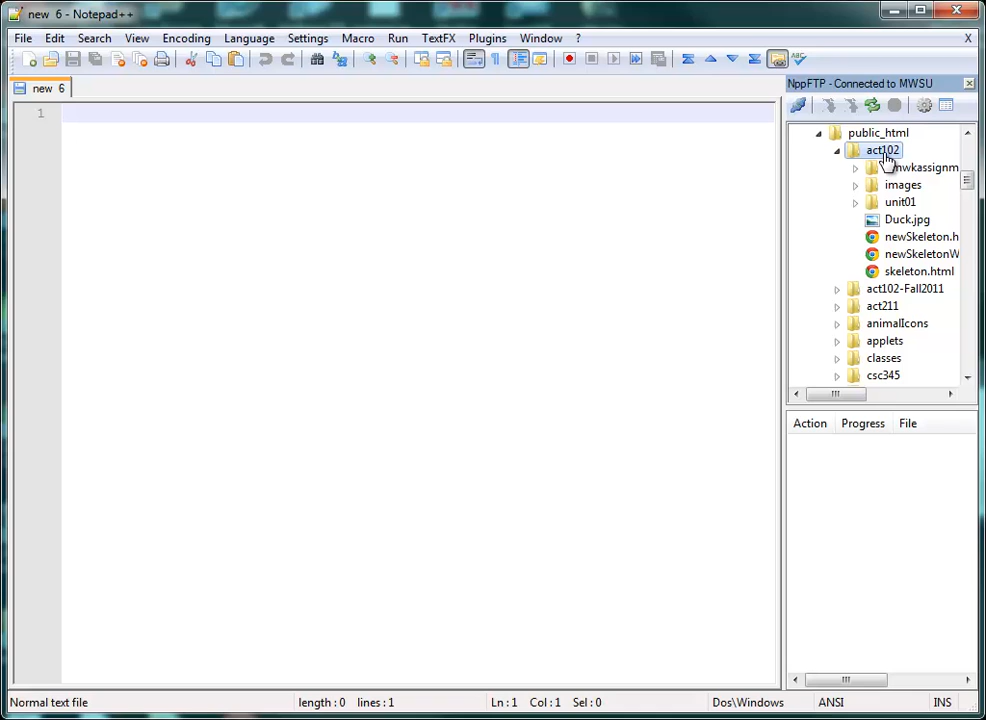 new 6 - Notepad++
File Edit Search View Encoding Language Settings Macro Run TextFX Plugins Window ? X
new 6
NppFTP - Connected to MWSU
1
public_html
act102
mwkassignm
images
unit01
Duck.jpg
newSkeleton.h
newSkeletonW
skeleton.html
act102-Fall2011
act211
animalIcons
applets
classes
csc345
Action Progress File
Normal text file length : 0 lines : 1 Ln : 1 Col : 1 Sel : 0 Dos\Windows ANSI INS